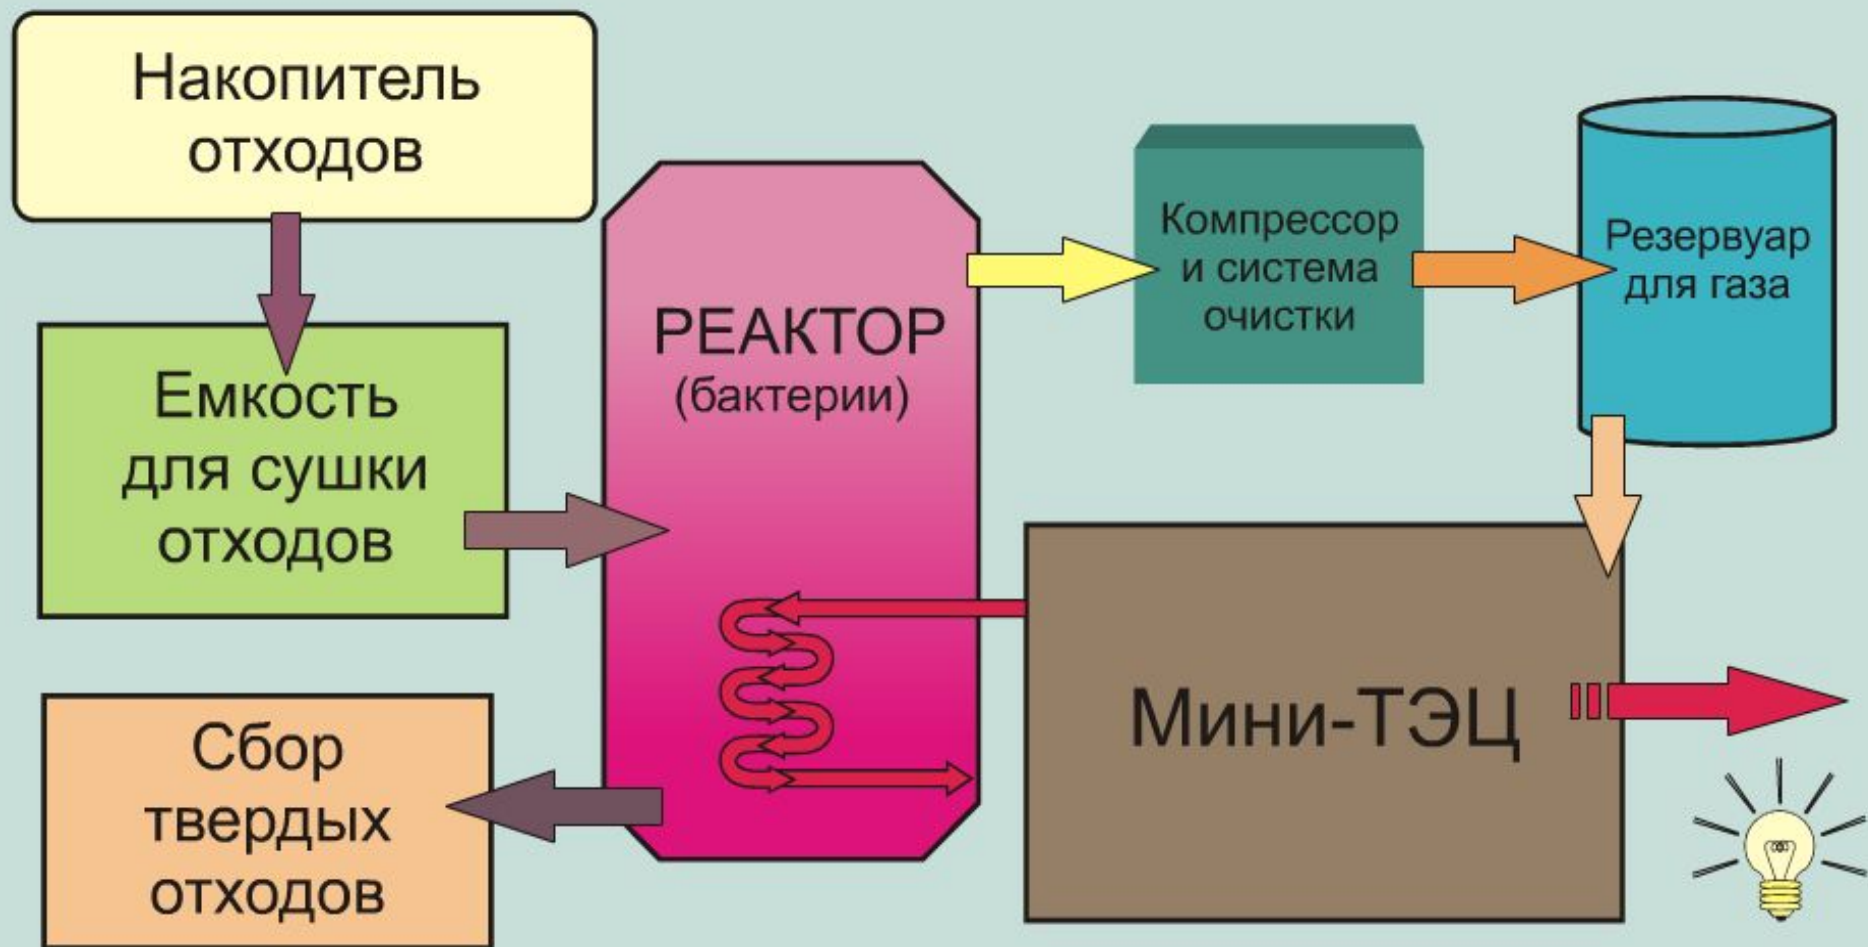 Накопитель
отходов
Емкость
для сушки
отходов
Сбор
твердых
отходов
РЕАКТОР
(бактерии)
Компрессор
и система
очистки
Резервуар
для газа
Мини-ТЭЦ